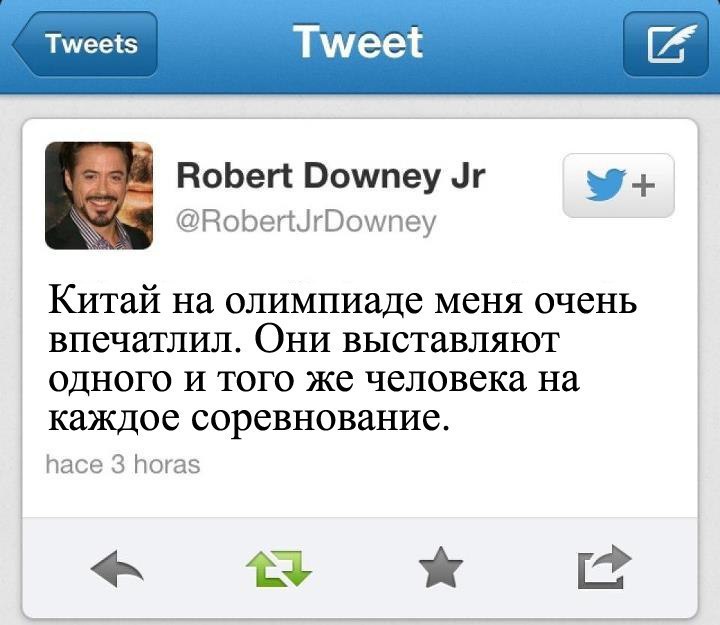 Tweets
Tweet
Robert Downey Jr
@RobertJrDowney
+
Китай на олимпиаде меня очень
впечатлил. Они выставляют
одного и того же человека на
каждое соревнование.
hace 3 horas